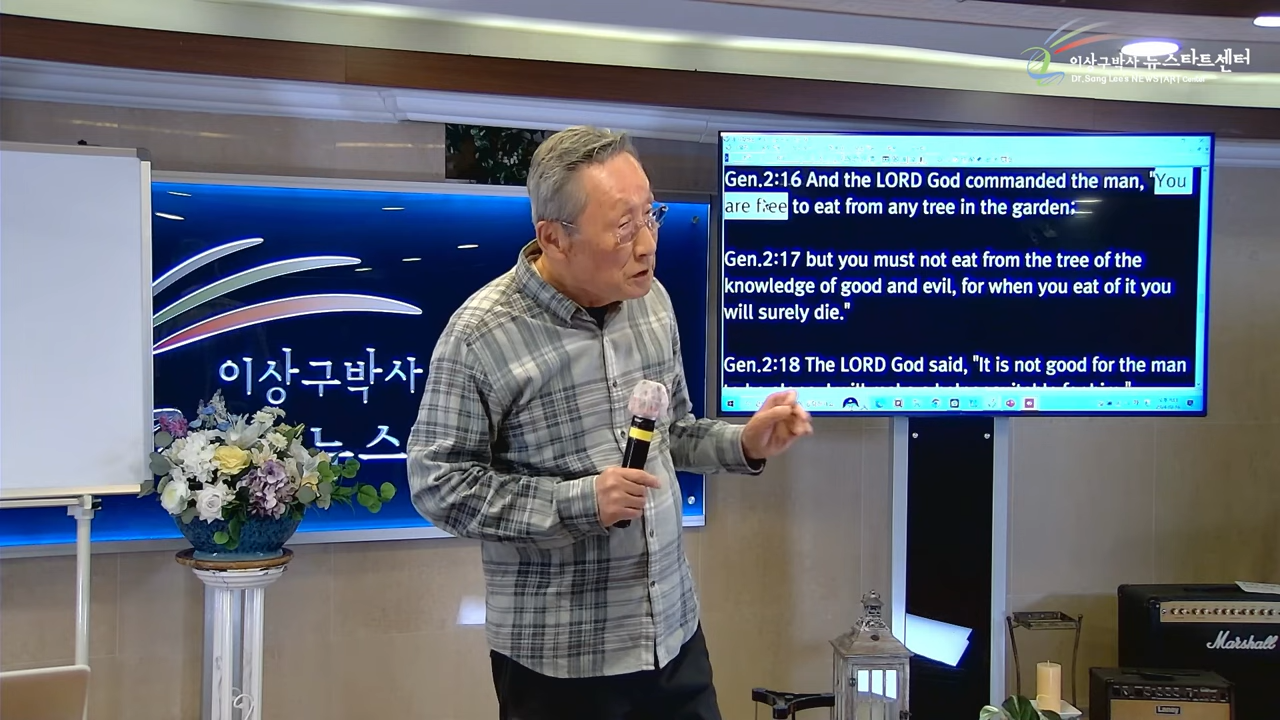 이상구박사 뉴스타트센터
Dr.Sang Lee's NEWSTART Center
Gen.2:16 And the LORD God commanded the man, "You
are free to eat from any tree in the garden;
Gen.2:17 but you must not eat from the tree of the
knowledge of good and evil, for when you eat of it you
will surely die."
Gen.2:18 The LORD God said, "It is not good for the man
이상구박사
뉴스
Marshall
Laney